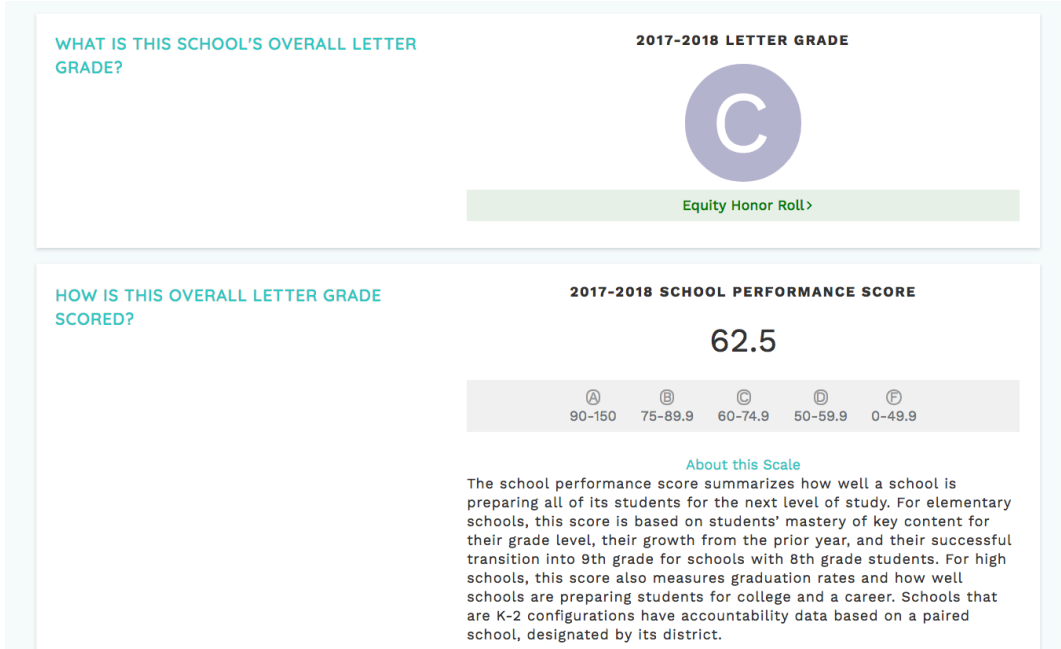 WHAT IS THIS SCHOOL'S OVERALL LETTER
GRADE?
2017-2018 LETTER GRADE
C
Equity Honor Roll>
HOW IS THIS OVERALL LETTER GRADE
SCORED?
2017-2018 SCHOOL PERFORMANCE SCORE
62.5
A B C D F
90-150 75-89.9 60-74.9 50-59.9 0-49.9
About this Scale
The school performance score summarizes how well a school is
preparing all of its students for the next level of study. For elementary
schools, this score is based on students’ mastery of key content for
their grade level, their growth from the prior year, and their successful
transition into 9th grade for schools with 8th grade students. For high
schools, this score also measures graduation rates and how well
schools are preparing students for college and a career. Schools that
are K-2 configurations have accountability data based on a paired
school, designated by its district.